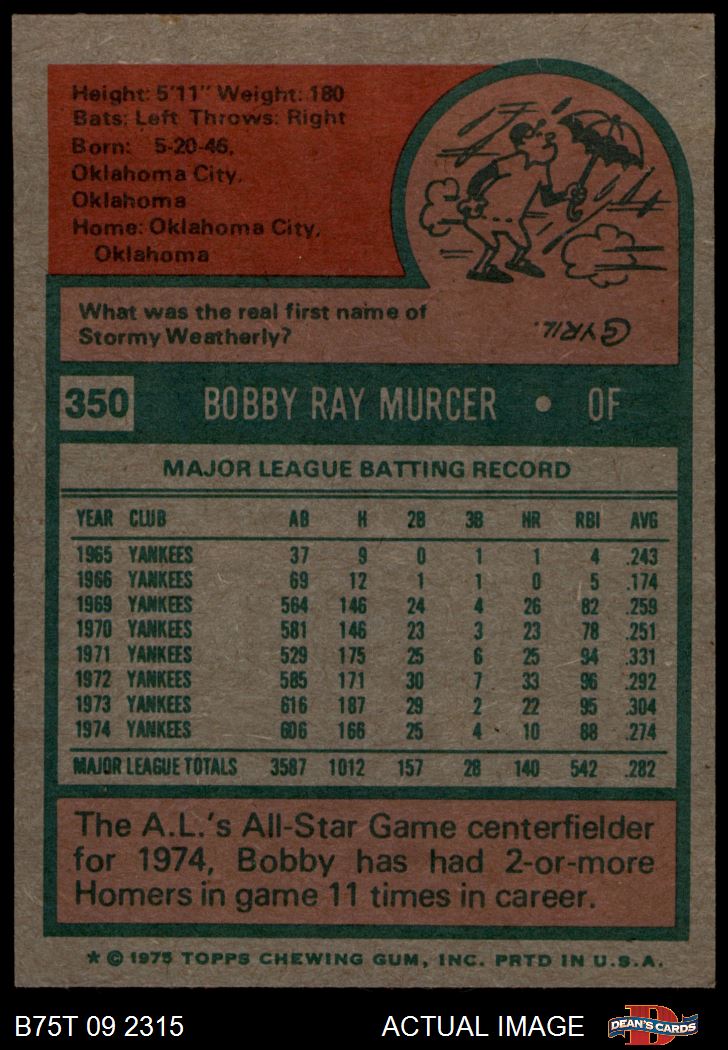 Height: 5'11" Weight: 180
Bats: Left Throws: Right
Born: 5-20-46,
Oklahoma City,
Oklahoma
Home: Oklahoma City,
Oklahoma
What was the real first name of
Stormy Weatherly?
CYRIL.
350 BOBBY RAY MURCER • OF
MAJOR LEAGUE BATTING RECORD
YEAR CLUB AB H 2B 3B HR RBI AVG
1965 YANKEES 37 9 0 1 1 4 .243
1966 YANKEES 69 12 1 1 0 5 .174
1969 YANKEES 564 146 24 4 26 82 .259
1970 YANKEES 581 146 23 3 23 78 .251
1971 YANKEES 529 175 25 6 25 94 .331
1972 YANKEES 585 171 30 7 33 96 .292
1973 YANKEES 616 187 29 2 22 95 .304
1974 YANKEES 606 166 25 4 10 88 .274
MAJOR LEAGUE TOTALS 3587 1012 157 28 140 542 .282
The A.L.'s All-Star Game centerfielder
for 1974, Bobby has had 2-or-more
Homers in game 11 times in career.
* © 1975 TOPPS CHEWING GUM, INC. PRTD IN U.S.A.
B75T 09 2315 ACTUAL IMAGE D DEAN'S CARDS